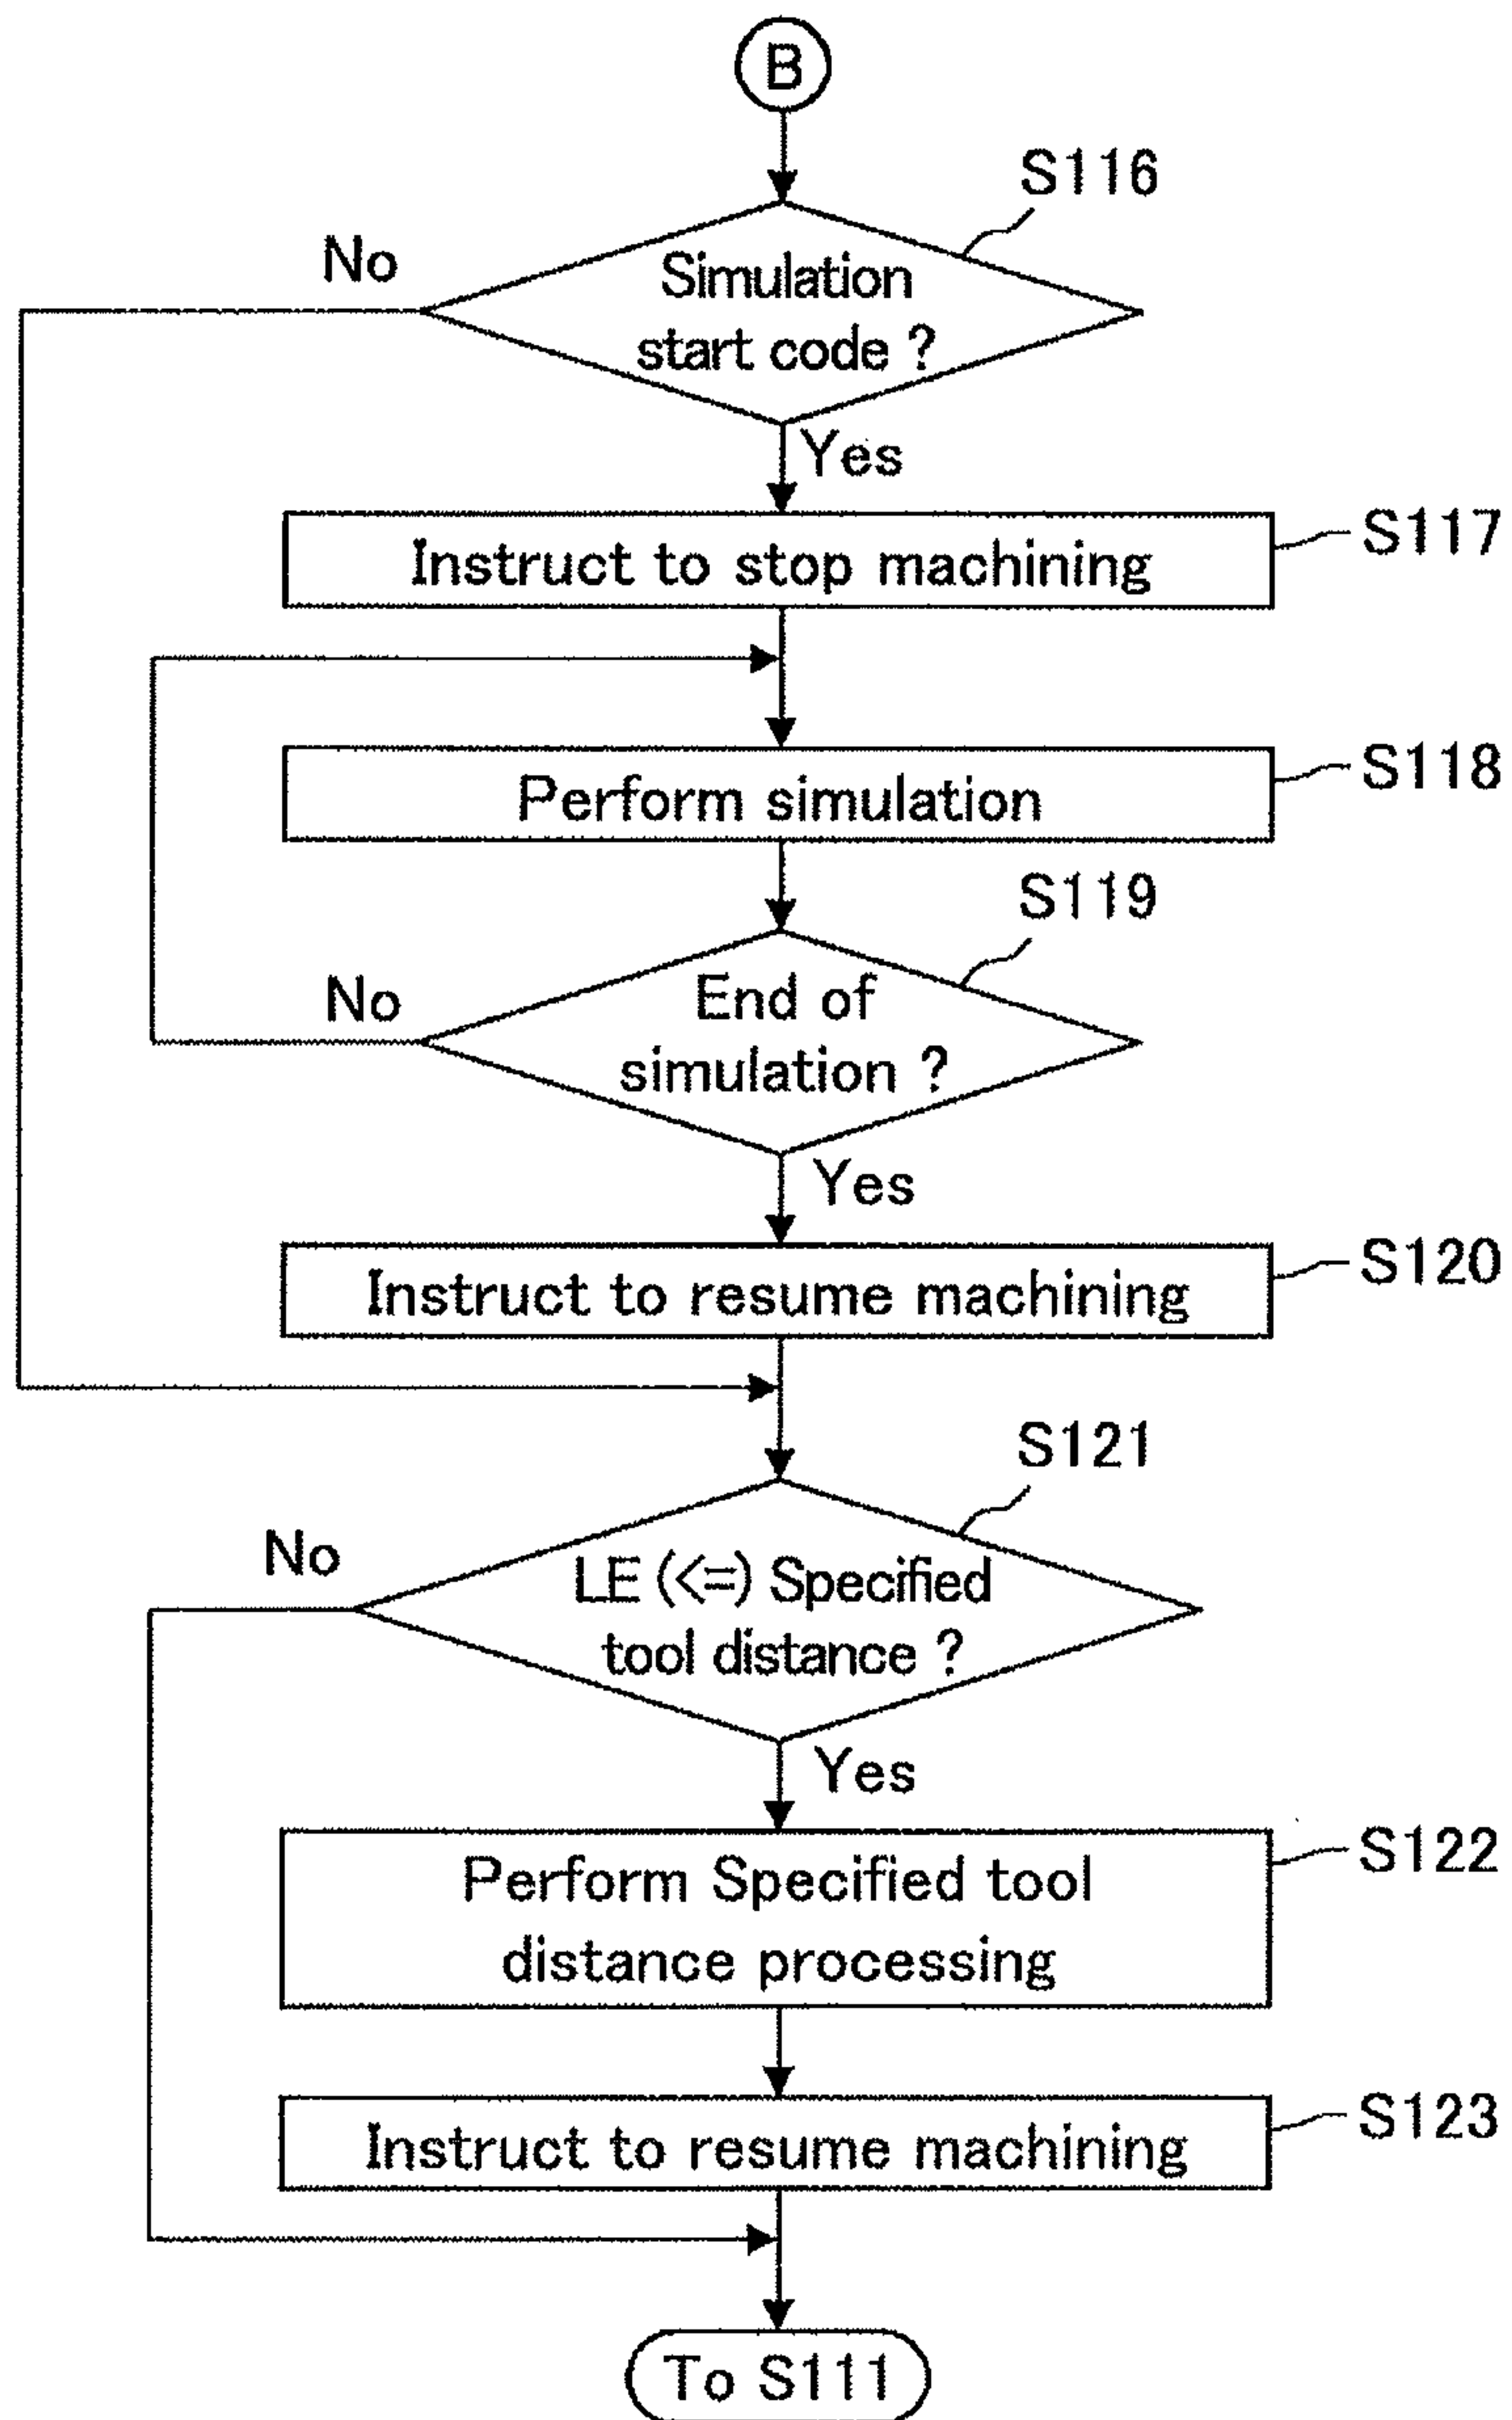 B
S116
No
Simulation
start code ?
Yes
Instruct to stop machining
S117
Perform simulation
S118
S119
No
End of
simulation ?
Yes
Instruct to resume machining
S120
S121
No
LE (<=) Specified
tool distance ?
Yes
Perform Specified tool
distance processing
S122
Instruct to resume machining
S123
To S111